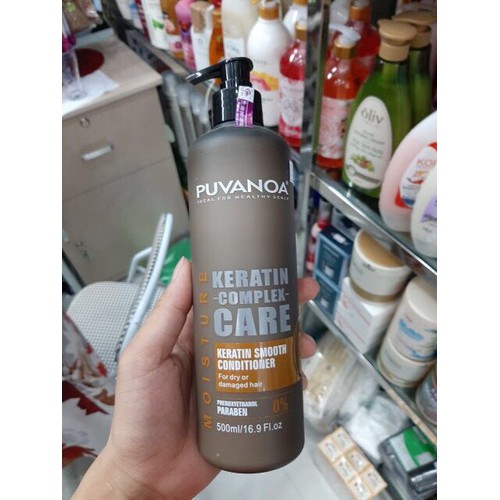 PUVANOA®
IDEAL FOR HEALTHY SCALP
MOISTURE
KERATIN
-COMPLEX-
CARE
KERATIN SMOOTH
CONDITIONER
For dry or
damaged hair
PHENOXYETHANOL
PARABEN 0%
500ml/16.9 Fl.oz
ôliv